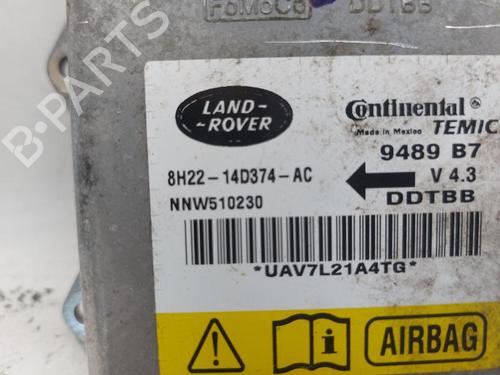 FoMoCo DDTBB
B-PARTS
LAND-
-ROVER
Continental
Made in Mexico TEMIC
9489 B7
8H22-14D374-AC V 4.3
NNW510230 DDTBB
*UAV7L21A4TG*
AIRBAG